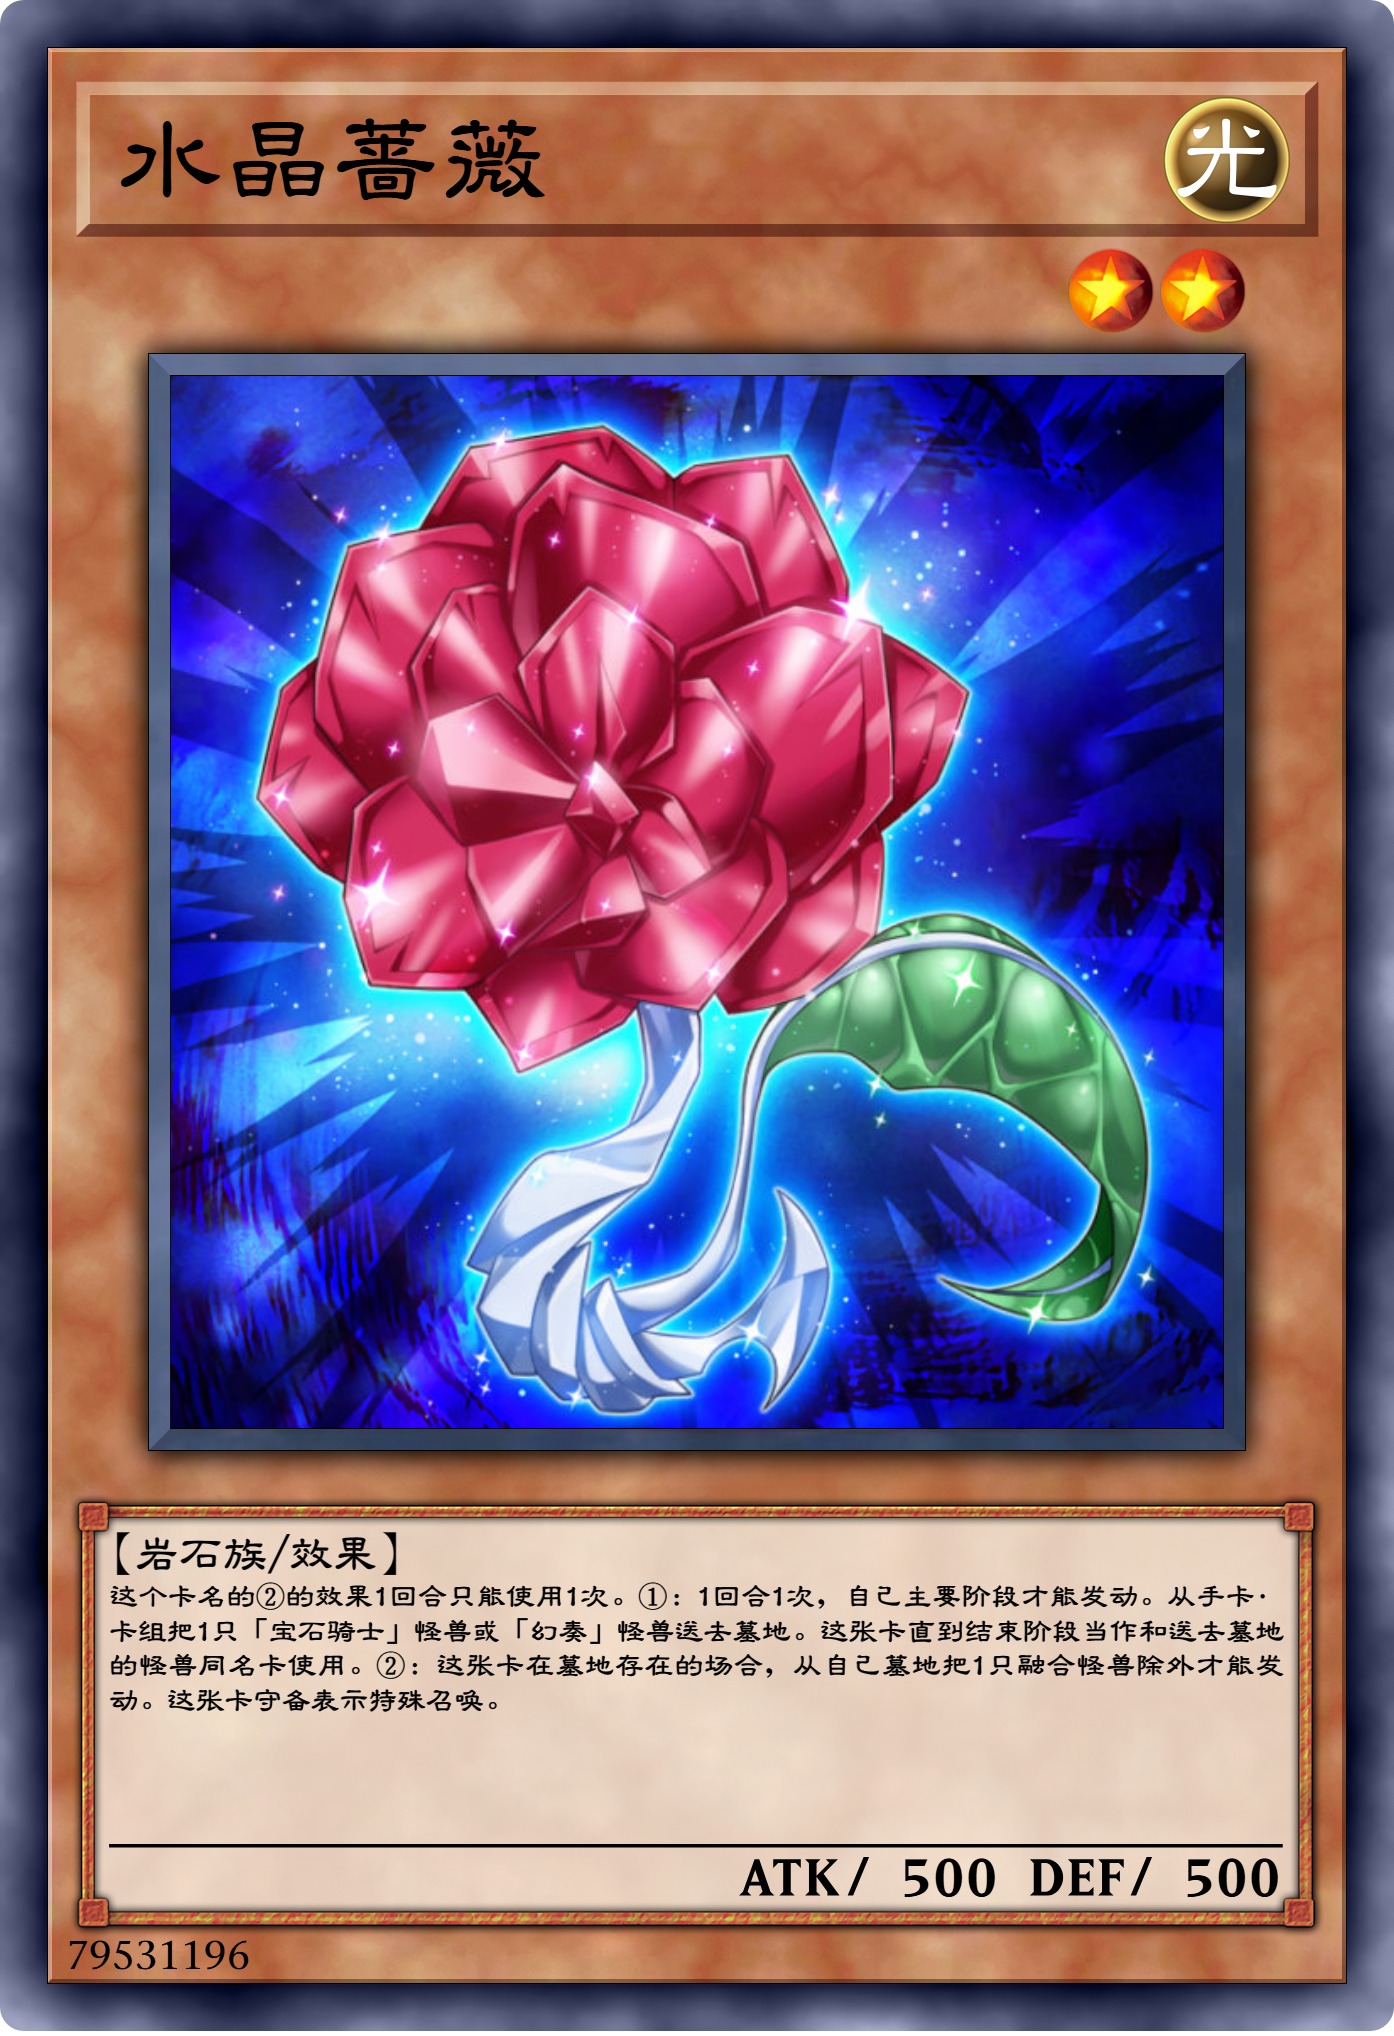 水晶蔷薇
光
【岩石族/效果】
这个卡名的②的效果1回合只能使用1次。①：1回合1次，自己主要阶段才能发动。从手卡·
卡组把1只「宝石骑士」怪兽或「幻奏」怪兽送去墓地。这张卡直到结束阶段当作和送去墓地
的怪兽同名卡使用。②：这张卡在墓地存在的场合，从自己墓地把1只融合怪兽除外才能发
动。这张卡守备表示特殊召唤。
ATK/ 500 DEF/ 500
79531196